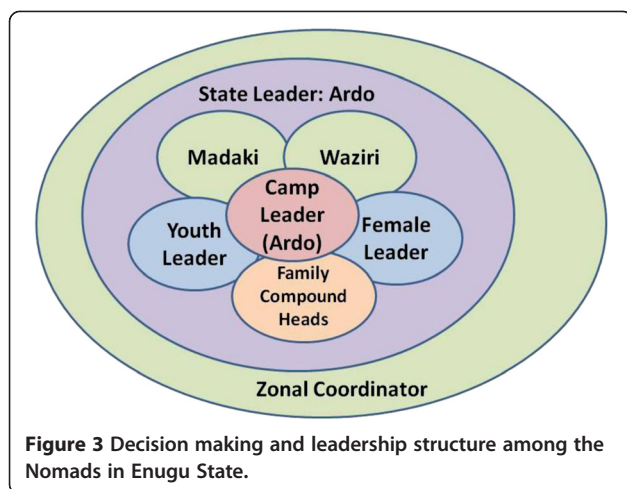 State Leader: Ardo
Madaki
Waziri
Camp
Leader
(Ardo)
Youth
Leader
Female
Leader
Family
Compound
Heads
Zonal Coordinator
Figure 3 Decision making and leadership structure among the
Nomads in Enugu State.